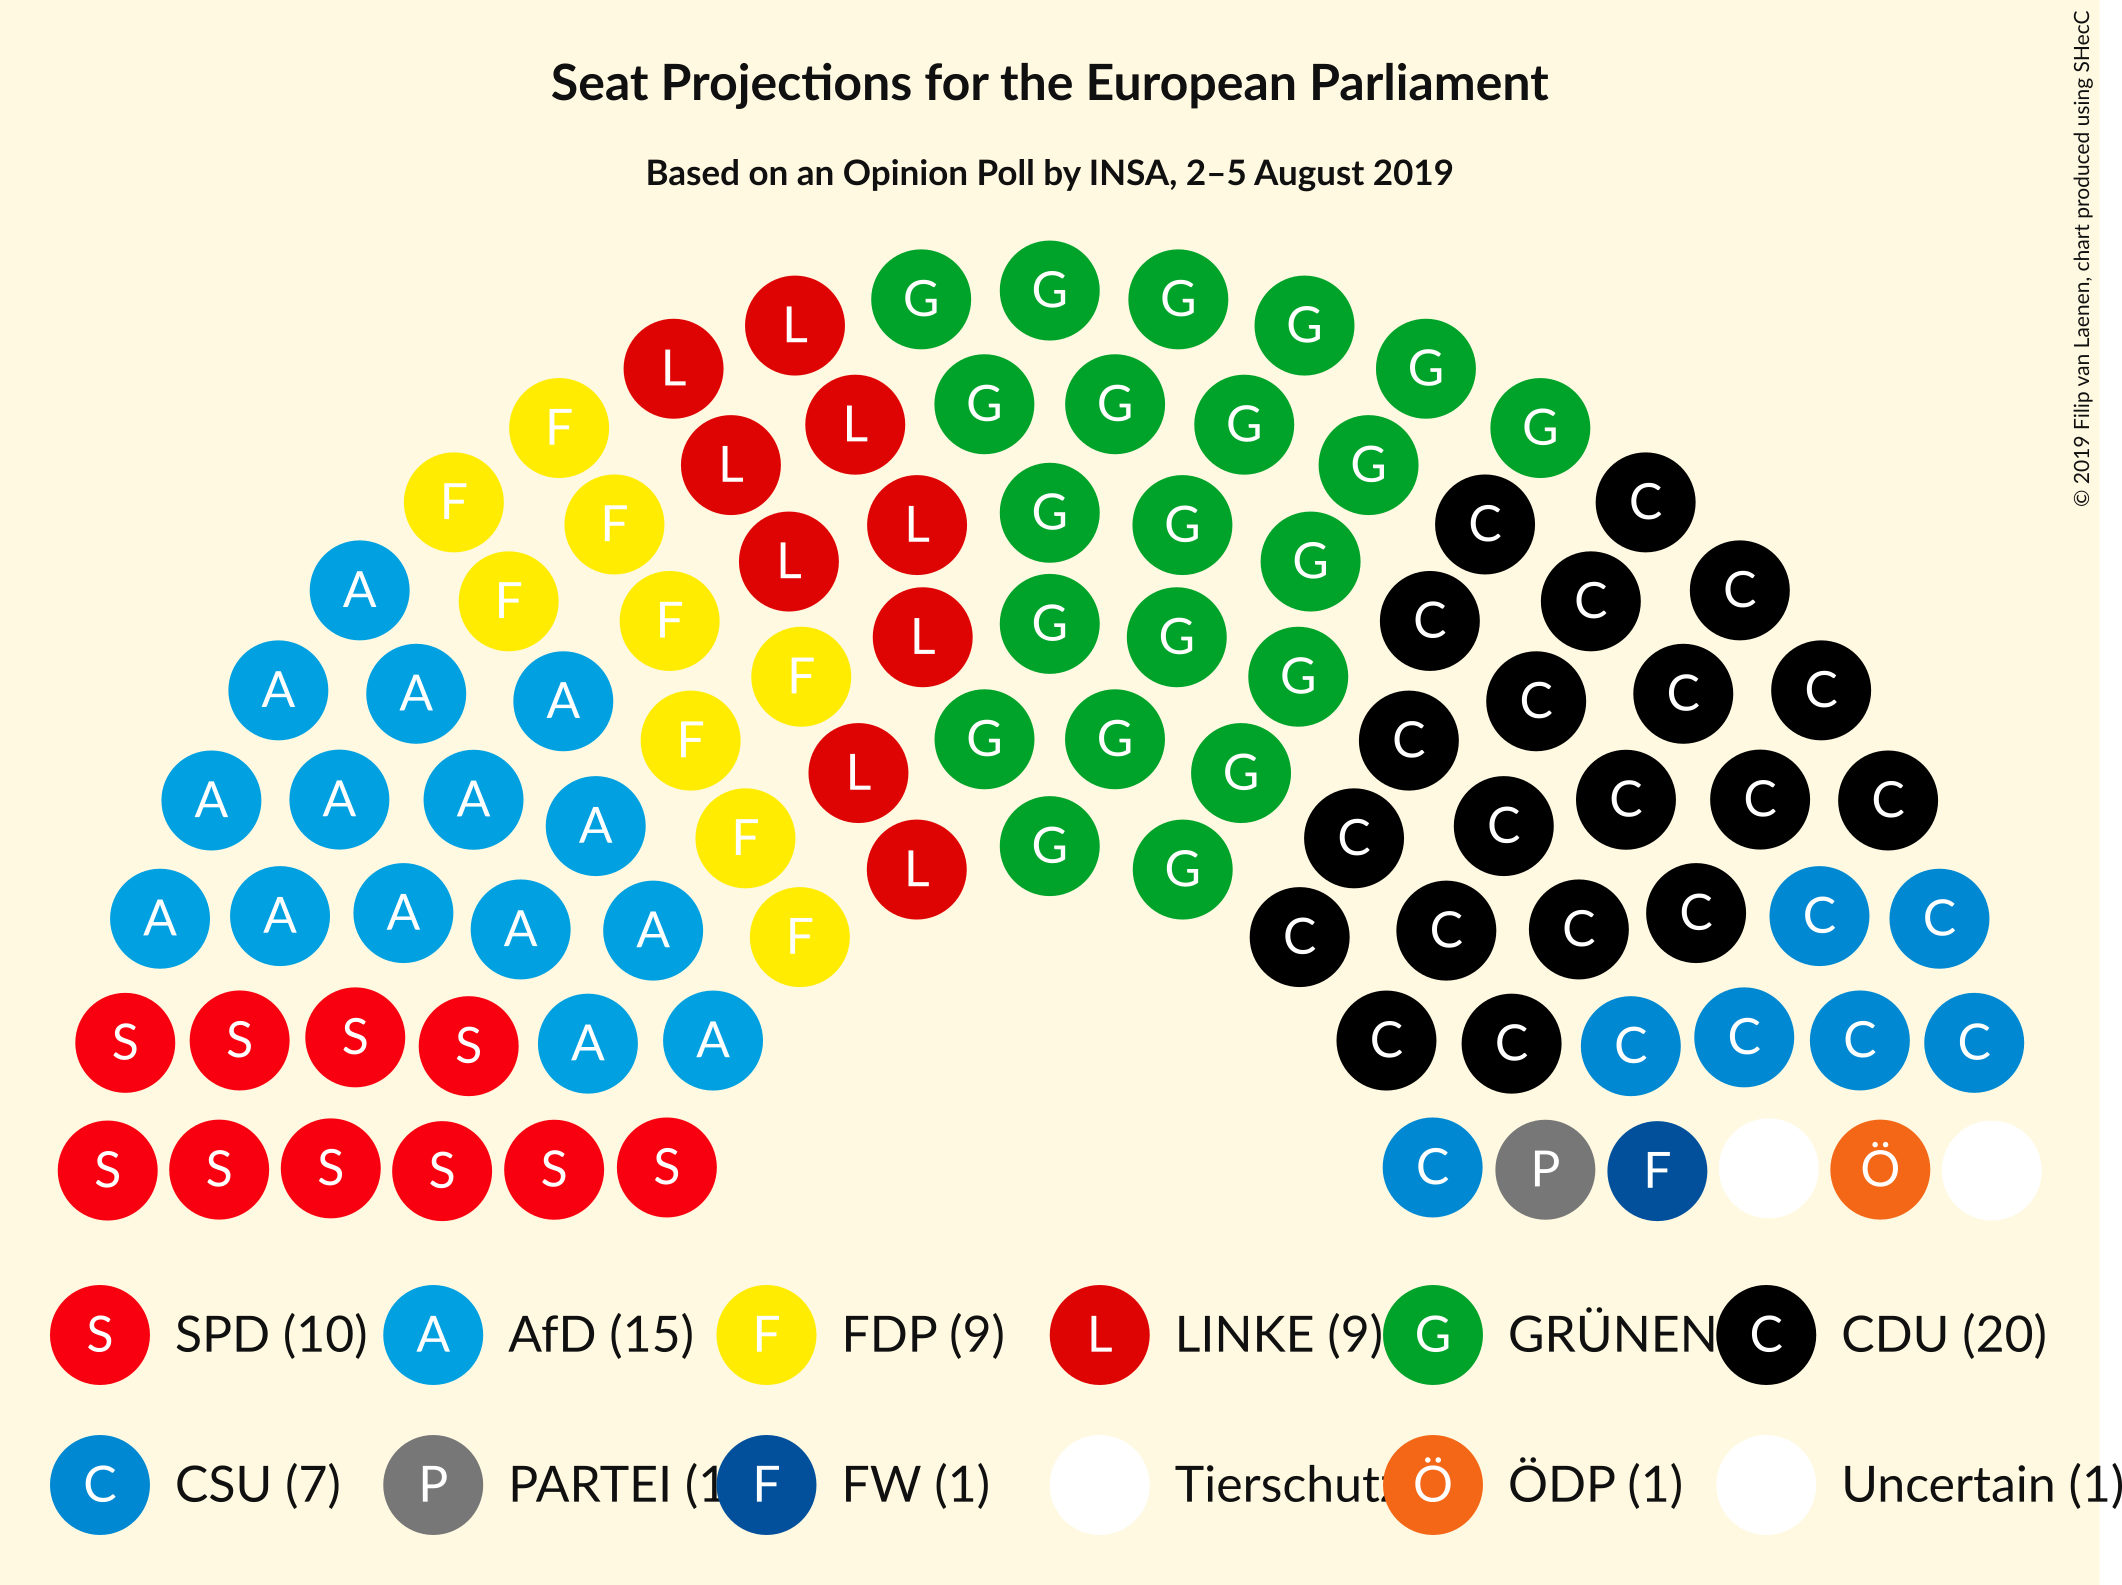 Seat Projections for the European Parliament
Based on an Opinion Poll by INSA, 2–5 August 2019
© 2019 Filip van Laenen, chart produced using SHecC
L G G G G
F L L G G G G G
F F L L G G G C C
A F F L L G G G C C C
A A A F F G G G C C C C
A A A A F L G G C C C C C
A A A A A F L G C C C C C C
S S S S A A C C C C C C
S S S S S S C P F Ö
S SPD (10) A AfD (15) F FDP (9) L LINKE (9) G GRÜNEN C CDU (20)
C CSU (7) P PARTEI (1 F FW (1) Tierschutz Ö ÖDP (1) Uncertain (1)